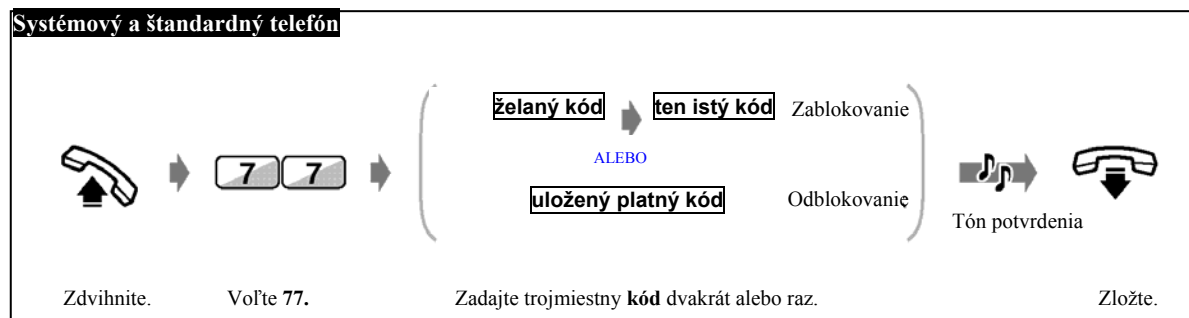 Systémový a štandardný telefón
želaný kód ten istý kód Zablokovanie
ALEBO
7 7
uložený platný kód Odblokovanie
Tón potvrdenia
Zdvihnite. Voľte 77. Zadajte trojmiestny kód dvakrát alebo raz. Zložte.